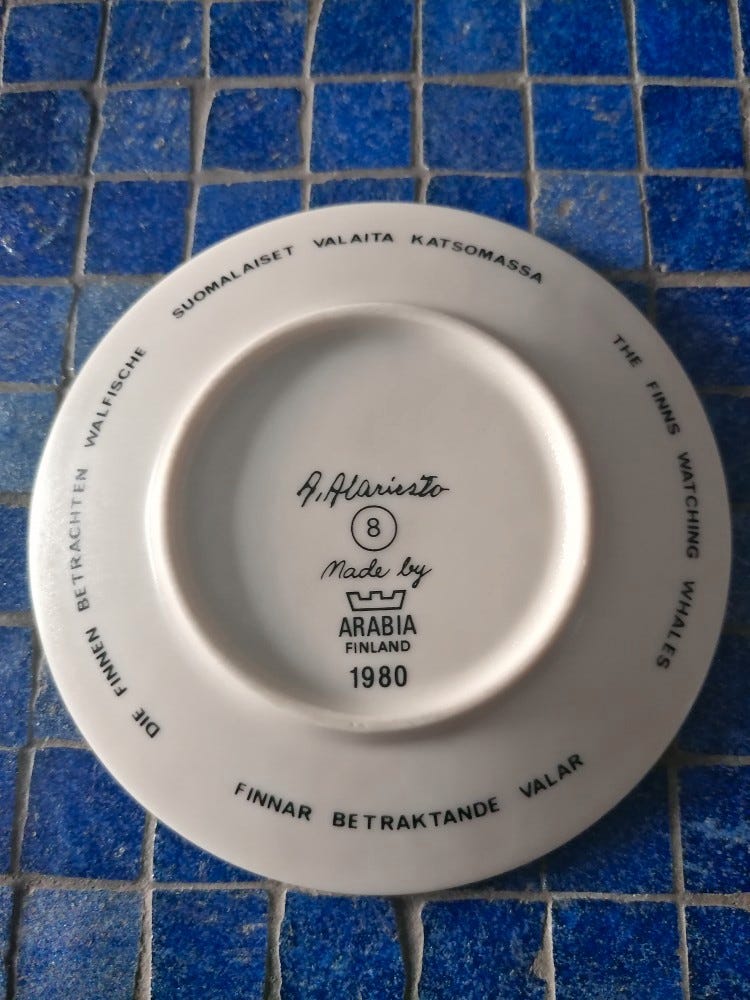 SUOMALAISET VALAITA KATSOMASSA
THE FINNS WATCHING WHALES
FINNAR BETRAKTANDE VALAR
DIE FINNEN BETRACHTEN WALFISCHE
A. Alariesto
8
Made by
ARABIA
FINLAND
1980